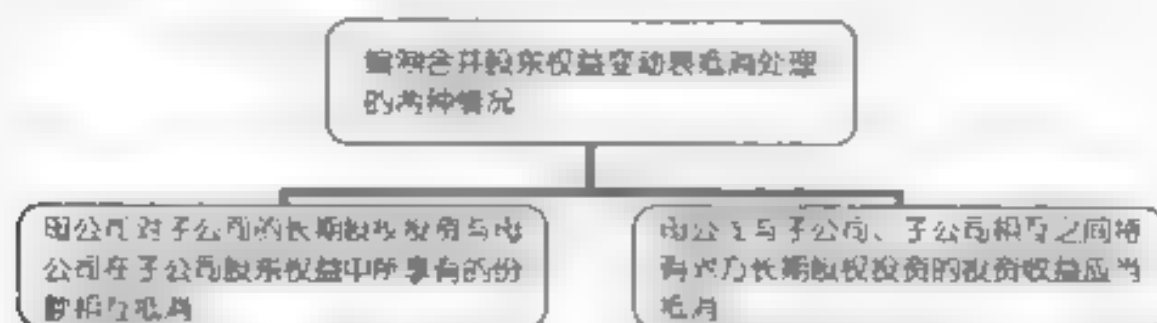 编制合并股东权益变动表抵消处理
的两种情况
母公司对子公司的长期股权投资与母
公司在子公司股东权益中所享有的份
额相互抵消
母公司与子公司、子公司相互之间持
有对方长期股权投资的投资收益应当
抵消